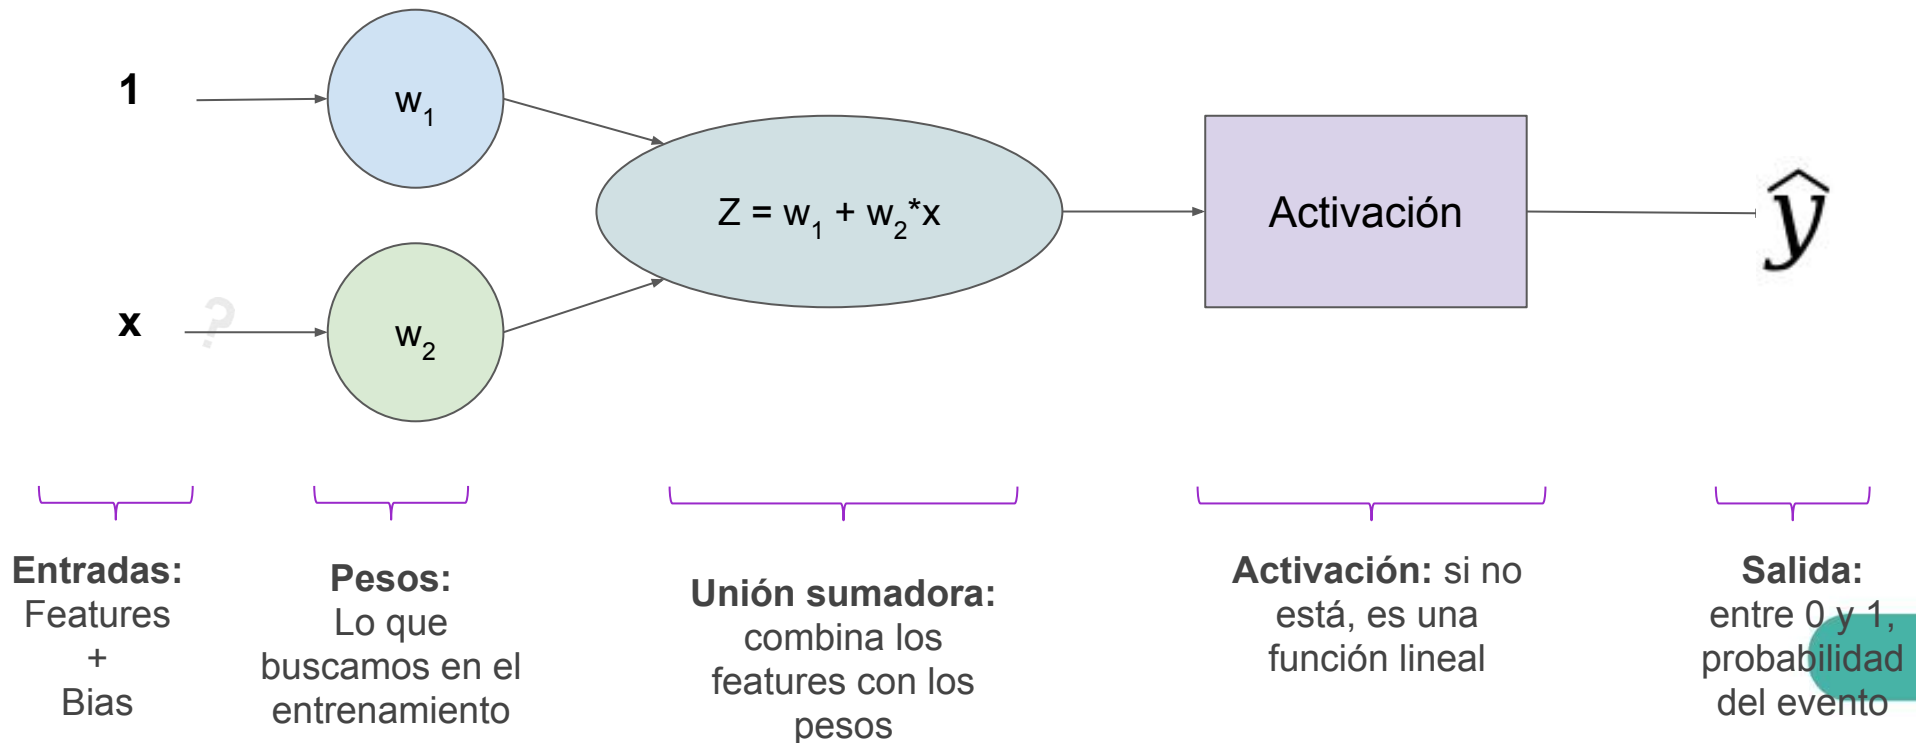 1
w1
Z = w1 + w2*x
Activación
ŷ
x
?
w2
Entradas:
Features
+
Bias
Pesos:
Lo que
buscamos en el
entrenamiento
Unión sumadora:
combina los
features con los
pesos
Activación: si no
está, es una
función lineal
Salida:
entre 0 y 1,
probabilidad
del evento